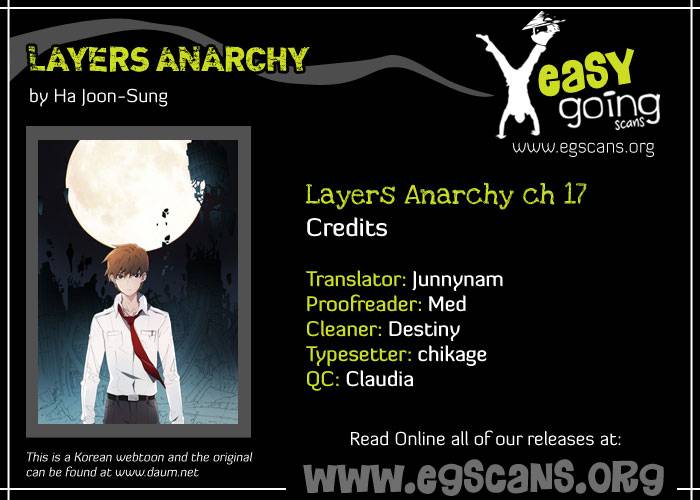 LAYERS ANARCHY
by Ha Joon-Sung
easy
going
scans
www.egscans.org
Layers Anarchy ch 17
Credits
Translator: Junnynam
Proofreader: Med
Cleaner: Destiny
Typesetter: chikage
QC: Claudia
This is a Korean webtoon and the original
can be found at www.daum.net
Read Online all of our releases at:
www.egscans.org